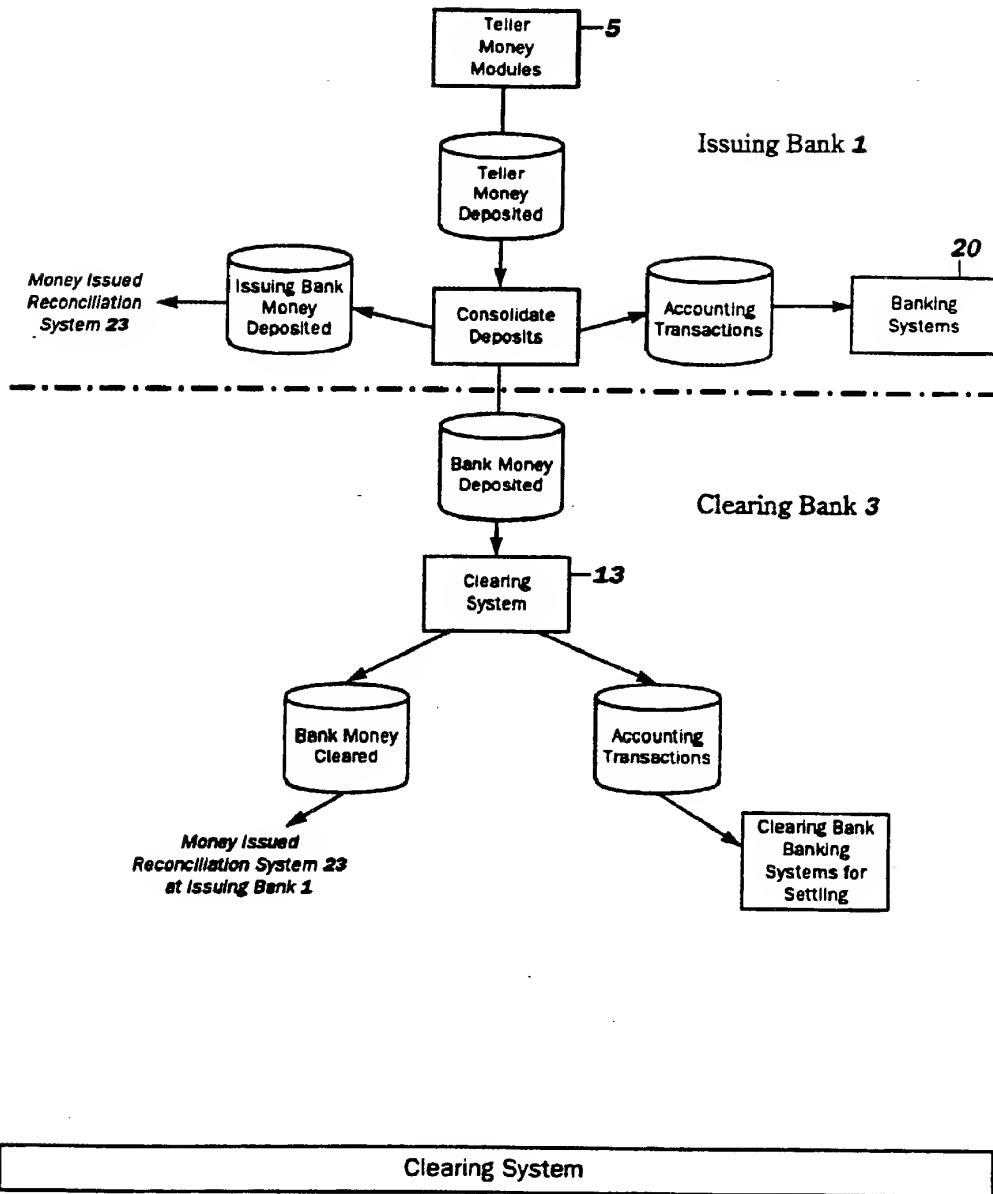 Teller
Money
Modules
5
Issuing Bank 1
Teller
Money
Deposited
20
Money Issued
Reconciliation
System 23
Issuing Bank
Money
Deposited
Consolidate
Deposits
Accounting
Transactions
Banking
Systems
Bank Money
Deposited
Clearing Bank 3
Clearing
System
13
Bank Money
Cleared
Accounting
Transactions
Money Issued
Reconciliation System 23
at Issuing Bank 1
Clearing Bank
Banking
Systems for
Settling
Clearing System